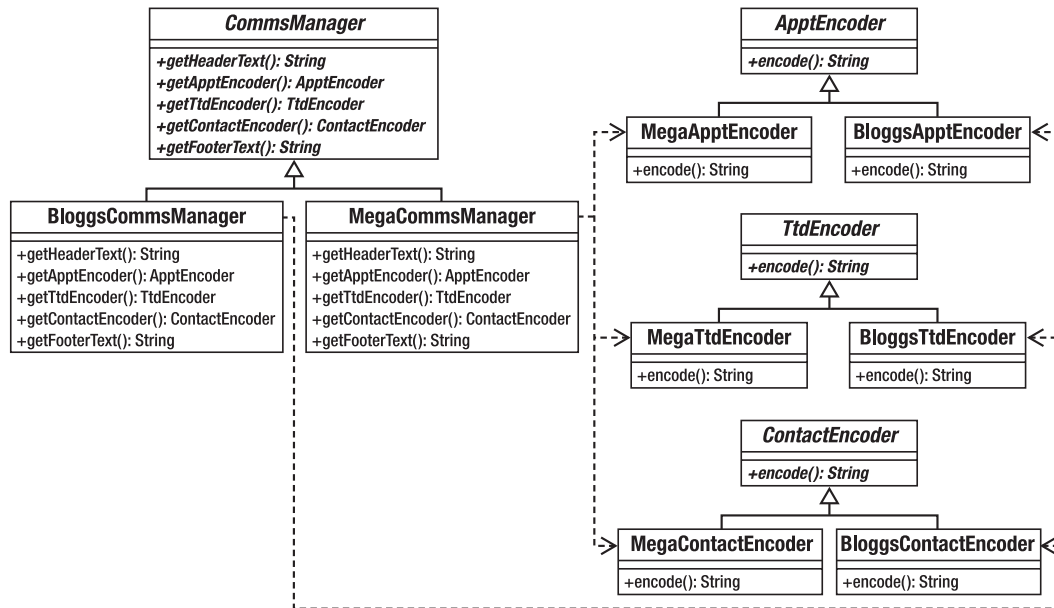 CommsManager
+getHeaderText(): String
+getApptEncoder(): ApptEncoder
+getTtdEncoder(): TtdEncoder
+getContactEncoder(): ContactEncoder
+getFooterText(): String
BloggsCommsManager
+getHeaderText(): String
+getApptEncoder(): ApptEncoder
+getTtdEncoder(): TtdEncoder
+getContactEncoder(): ContactEncoder
+getFooterText(): String
MegaCommsManager
+getHeaderText(): String
+getApptEncoder(): ApptEncoder
+getTtdEncoder(): TtdEncoder
+getContactEncoder(): ContactEncoder
+getFooterText(): String
ApptEncoder
+encode(): String
MegaApptEncoder
+encode(): String
BloggsApptEncoder
+encode(): String
TtdEncoder
+encode(): String
MegaTtdEncoder
+encode(): String
BloggsTtdEncoder
+encode(): String
ContactEncoder
+encode(): String
MegaContactEncoder
+encode(): String
BloggsContactEncoder
+encode(): String